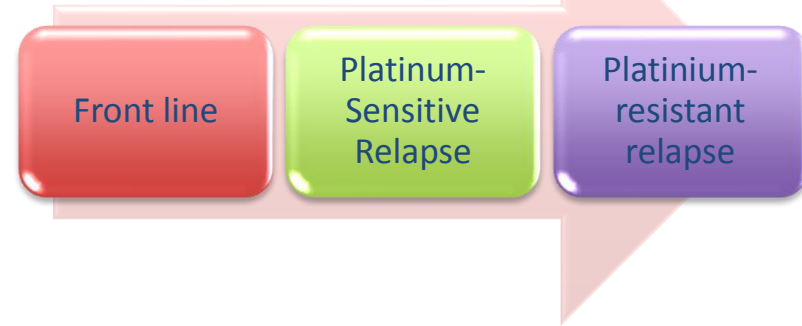 Front line
Platinum-
Sensitive
Relapse
Platinium-
resistant
relapse